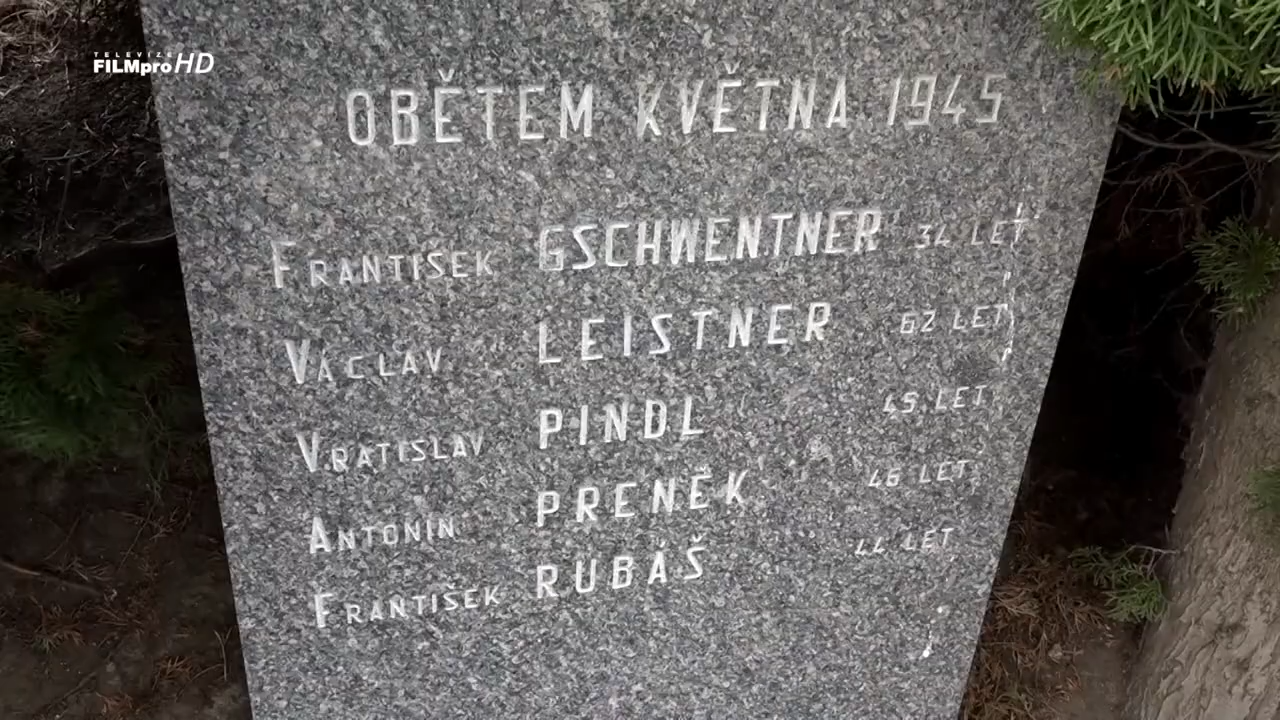 TELEVIZE
FILMpro HD
OBĚTEM KVĚTNA 1945
FRANTIŠEK GSCHWENTNER 34 LET
VÁCLAV LEISTNER 62 LET
VRATISLAV PINDL 45 LET
ANTONÍN PRENĚK 46 LET
FRANTIŠEK RUBÁŠ 44 LET